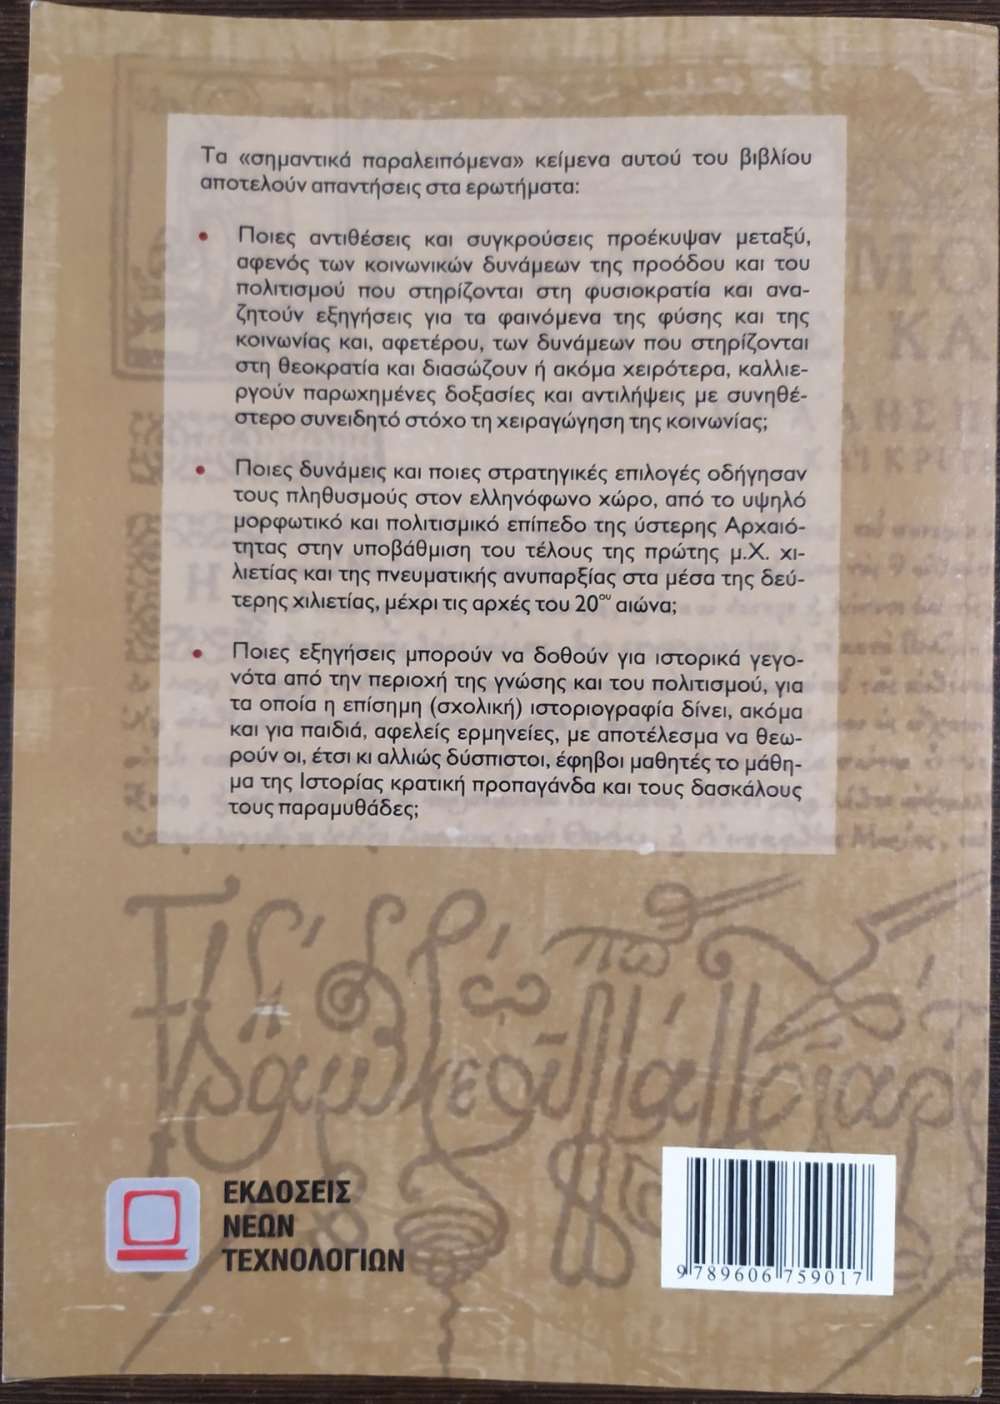 Τα «σημαντικά παραλειπόμενα» κείμενα αυτού του βιβλίου
αποτελούν απαντήσεις στα ερωτήματα:
• Ποιες αντιθέσεις και συγκρούσεις προέκυψαν μεταξύ,
αφενός των κοινωνικών δυνάμεων της προόδου και του
πολιτισμού που στηρίζονται στη φυσιοκρατία και ανα-
ζητούν εξηγήσεις για τα φαινόμενα της φύσης και της
κοινωνίας και, αφετέρου, των δυνάμεων που στηρίζονται
στη θεοκρατία και διασώζουν ή ακόμα χειρότερα, καλλιε-
ργούν παρωχημένες δοξασίες και αντιλήψεις με συνηθέ-
στερο συνειδητό στόχο τη χειραγώγηση της κοινωνίας;
• Ποιες δυνάμεις και ποιες στρατηγικές επιλογές οδήγησαν
τους πληθυσμούς στον ελληνόφωνο χώρο, από το υψηλό
μορφωτικό και πολιτισμικό επίπεδο της ύστερης Αρχαιό-
τητας στην υποβάθμιση του τέλους της πρώτης μ.Χ. χι-
λιετίας και της πνευματικής ανυπαρξίας στα μέσα της δεύ-
τερης χιλιετίας, μέχρι τις αρχές του 20ου αιώνα;
• Ποιες εξηγήσεις μπορούν να δοθούν για ιστορικά γεγο-
νότα από την περιοχή της γνώσης και του πολιτισμού, για
τα οποία η επίσημη (σχολική) ιστοριογραφία δίνει, ακόμα
και για παιδιά, αφελείς ερμηνείες, με αποτέλεσμα να θεω-
ρούν οι, έτσι κι αλλιώς δύσπιστοι, έφηβοι μαθητές το μάθη-
μα της Ιστορίας κρατική προπαγάνδα και τους δασκάλους
τους παραμυθάδες;
ΕΚΔΟΣΕΙΣ
ΝΕΩΝ
ΤΕΧΝΟΛΟΓΙΩΝ
9 789606 759017